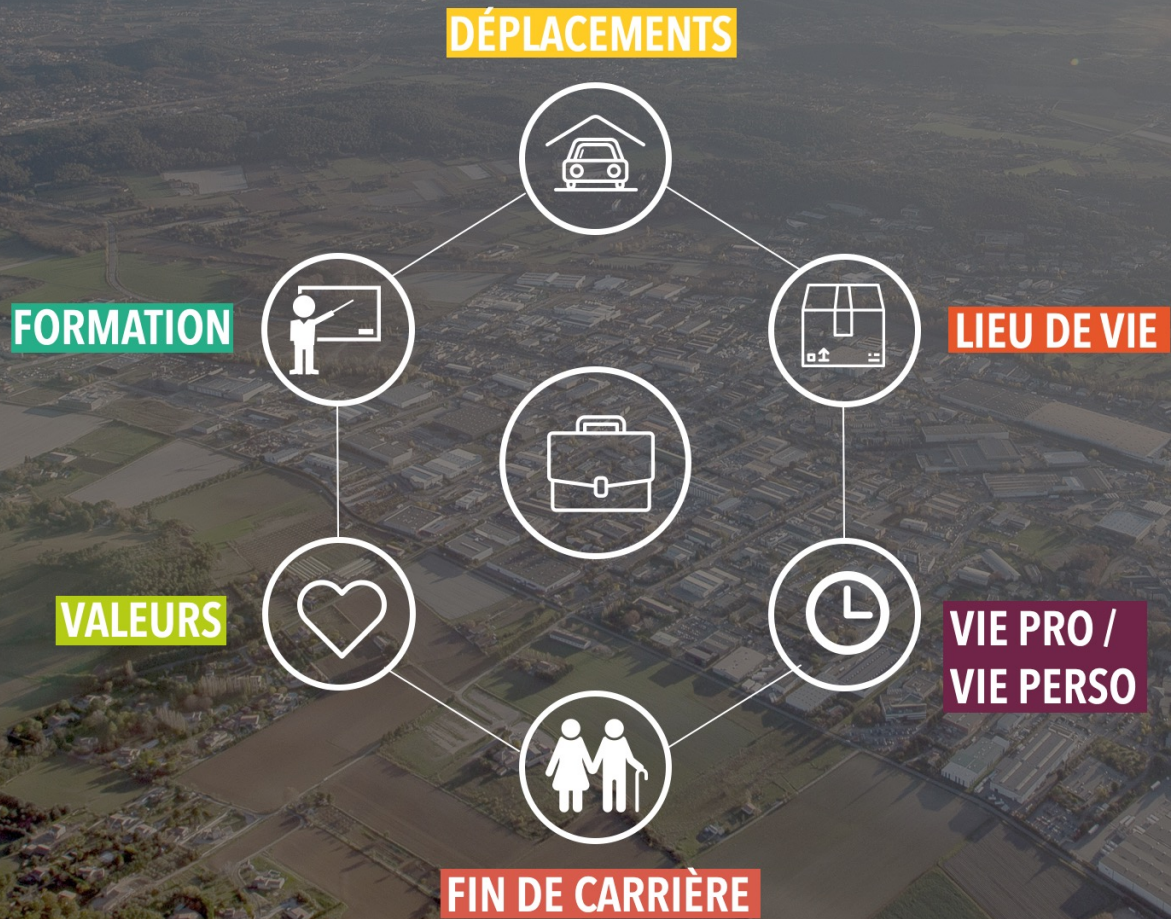 DÉPLACEMENTS
FORMATION
LIEU DE VIE
VALEURS
VIE PRO /
VIE PERSO
FIN DE CARRIÈRE